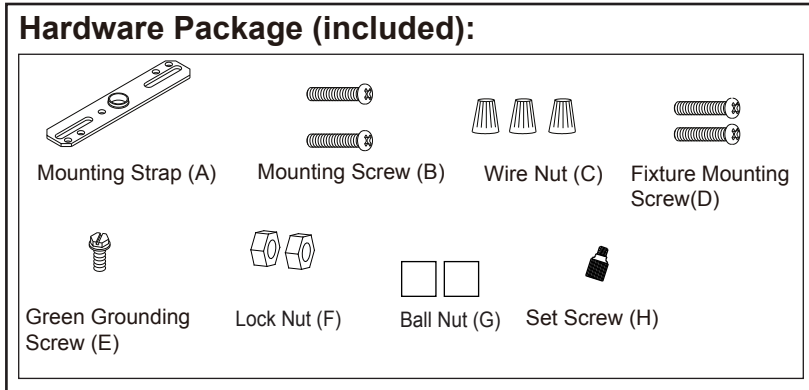 Hardware Package (included):
Mounting Strap (A)
Mounting Screw (B)
Wire Nut (C)
Fixture Mounting
Screw(D)
Green Grounding
Screw (E)
Lock Nut (F)
Ball Nut (G)
Set Screw (H)